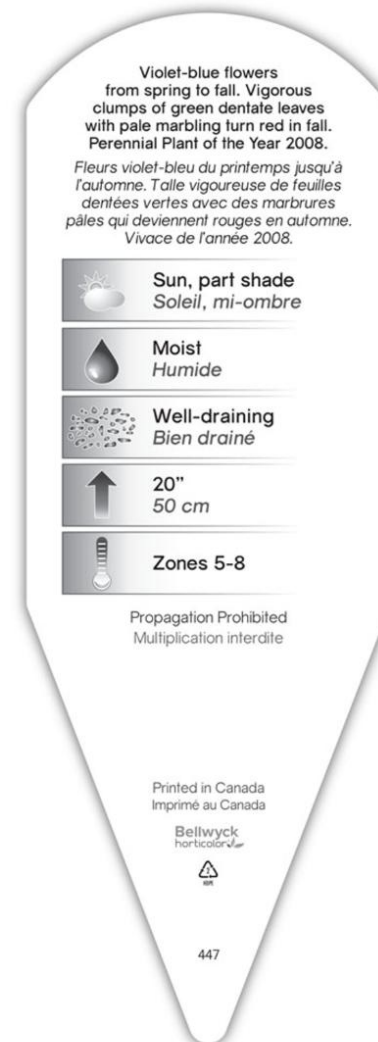 Violet-blue flowers
from spring to fall. Vigorous
clumps of green dentate leaves
with pale marbling turn red in fall.
Perennial Plant of the Year 2008.
Fleurs violet-bleu du printemps jusqu'à
l'automne. Talle vigoureuse de feuilles
dentées vertes avec des marbrures
pâles qui deviennent rouges en automne.
Vivace de l'année 2008.
Sun, part shade
Soleil, mi-ombre
Moist
Humide
Well-draining
Bien drainé
20”
50 cm
Zones 5-8
Propagation Prohibited
Multiplication interdite
Printed in Canada
Imprimé au Canada
Bellwyck
horticolor
447